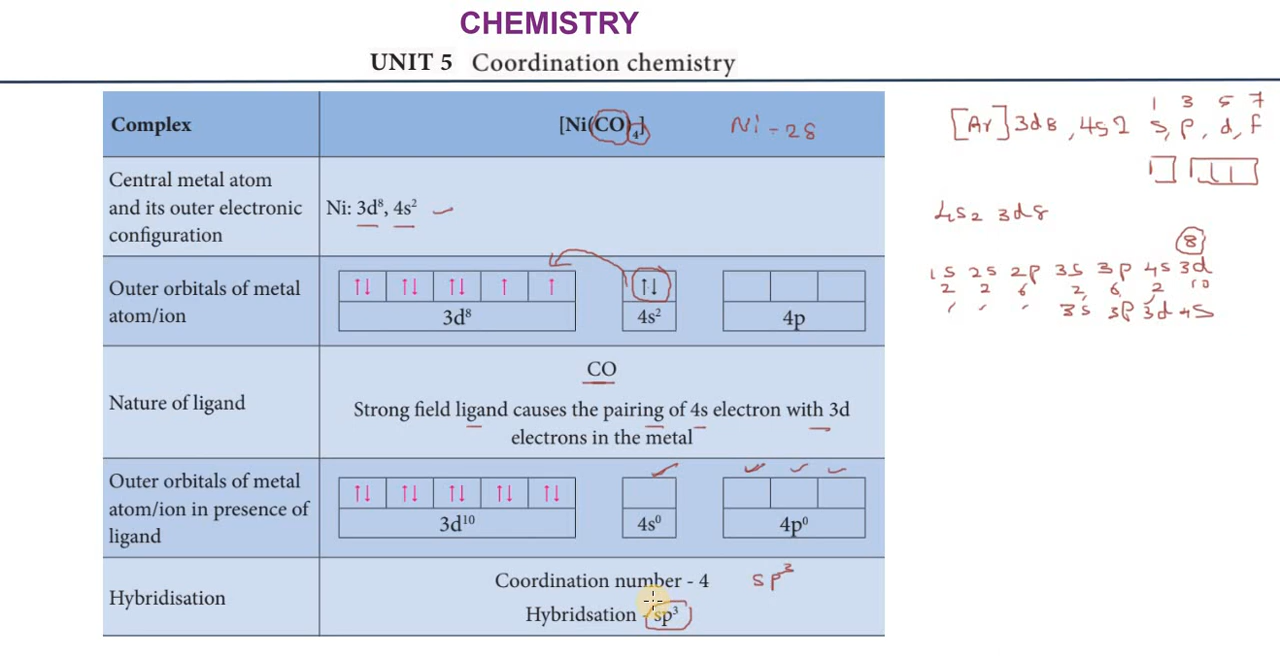 CHEMISTRY
UNIT 5 Coordination chemistry
Complex
[Ni(CO)4]
Ni - 28
Central metal atom
and its outer electronic
configuration
Ni: 3d⁸, 4s²
Outer orbitals of metal
atom/ion
↑↓ ↑↓ ↑↓ ↑ ↑
3d⁸
↑↓
4s²
4p
Nature of ligand
CO
Strong field ligand causes the pairing of 4s electron with 3d
electrons in the metal
Outer orbitals of metal
atom/ion in presence of
ligand
↑↓ ↑↓ ↑↓ ↑↓ ↑↓
3d¹⁰
4s⁰
4p⁰
Hybridisation
Coordination number - 4
sp³
Hybridsation - sp³
1 3 5 7
[Ar] 3d8, 4s2 s, p, d, f
4s2 3d8
8
1s 2s 2p 3s 3p 4s 3d
2 2 6 2 6 2 10
3s 3p 3d 4s